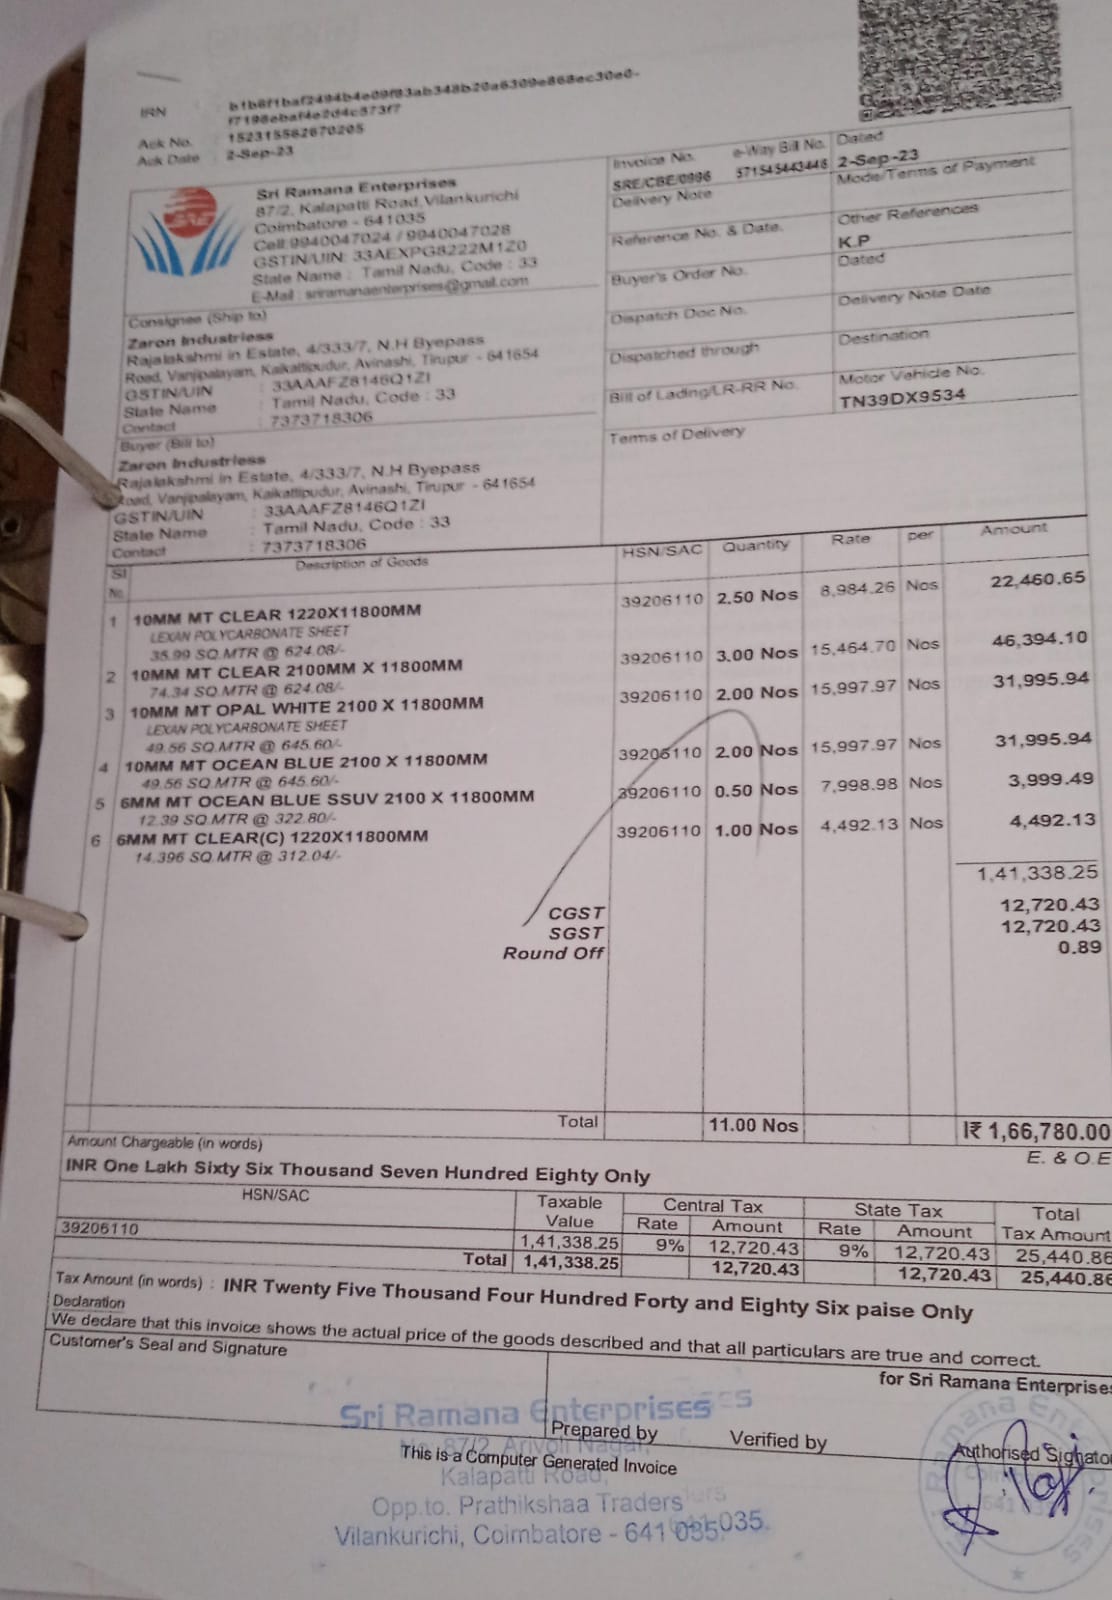 IRN : b1b6f1baf2494b4e09f93ab348b20a6309e868ec30e0-
f7198ebaf4e2d4c573f7
Ack No. : 152315562670205
Ack Date : 2-Sep-23
SRE
Sri Ramana Enterprises
87/2, Kalapatti Road,Vilankurichi
Coimbatore - 641035
Cell:9940047024 / 9940047028
GSTIN/UIN: 33AEXPG8222M1Z0
State Name : Tamil Nadu, Code : 33
E-Mail : sriramanaenterprises@gmail.com
Invoice No. e-Way Bill No. Dated
SRE/CBE/0996 571545443446 2-Sep-23
Delivery Note Mode/Terms of Payment
Reference No. & Date. Other References
K.P
Buyer's Order No. Dated
Dispatch Doc No. Delivery Note Date
Dispatched through Destination
Bill of Lading/LR-RR No. Motor Vehicle No.
TN39DX9534
Terms of Delivery
Consignee (Ship to)
Zaron Industriess
Rajalakshmi in Estate, 4/333/7, N.H Byepass
Road, Vanjipalayam, Kaikattipudur, Avinashi, Tirupur - 641654
GSTIN/UIN : 33AAAFZ8146Q1ZI
State Name : Tamil Nadu, Code : 33
Contact : 7373718306
Buyer (Bill to)
Zaron Industriess
Rajalakshmi in Estate, 4/333/7, N.H Byepass
Road, Vanjipalayam, Kaikattipudur, Avinashi, Tirupur - 641654
GSTIN/UIN : 33AAAFZ8146Q1ZI
State Name : Tamil Nadu, Code : 33
Contact : 7373718306
Sl No. Description of Goods HSN/SAC Quantity Rate per Amount
1 10MM MT CLEAR 1220X11800MM 39206110 2.50 Nos 8,984.26 Nos 22,460.65
LEXAN POLYCARBONATE SHEET
35.99 SQ.MTR @ 624.08/-
2 10MM MT CLEAR 2100MM X 11800MM 39206110 3.00 Nos 15,464.70 Nos 46,394.10
74.34 SQ.MTR @ 624.08/-
3 10MM MT OPAL WHITE 2100 X 11800MM 39206110 2.00 Nos 15,997.97 Nos 31,995.94
LEXAN POLYCARBONATE SHEET
49.56 SQ.MTR @ 645.60/-
4 10MM MT OCEAN BLUE 2100 X 11800MM 39206110 2.00 Nos 15,997.97 Nos 31,995.94
49.56 SQ.MTR @ 645.60/-
5 6MM MT OCEAN BLUE SSUV 2100 X 11800MM 39206110 0.50 Nos 7,998.98 Nos 3,999.49
12.39 SQ.MTR @ 322.80/-
6 6MM MT CLEAR(C) 1220X11800MM 39206110 1.00 Nos 4,492.13 Nos 4,492.13
14.396 SQ.MTR @ 312.04/-
1,41,338.25
CGST 12,720.43
SGST 12,720.43
Round Off 0.89
Total 11.00 Nos I₹ 1,66,780.00
Amount Chargeable (in words) E. & O.E
INR One Lakh Sixty Six Thousand Seven Hundred Eighty Only
HSN/SAC Taxable Value Central Tax State Tax Total Tax Amount
Rate Amount Rate Amount
39206110 1,41,338.25 9% 12,720.43 9% 12,720.43 25,440.86
Total 1,41,338.25 12,720.43 12,720.43 25,440.86
Tax Amount (in words) : INR Twenty Five Thousand Four Hundred Forty and Eighty Six paise Only
Declaration
We declare that this invoice shows the actual price of the goods described and that all particulars are true and correct.
Customer's Seal and Signature
for Sri Ramana Enterprises
Sri Ramana Enterprises
Prepared by Verified by Authorised Signato
87/2, Arivoli Nagar,
This is a Computer Generated Invoice
Kalapatti Road,
Opp.to. Prathikshaa Traders
Vilankurichi, Coimbatore - 641 035.